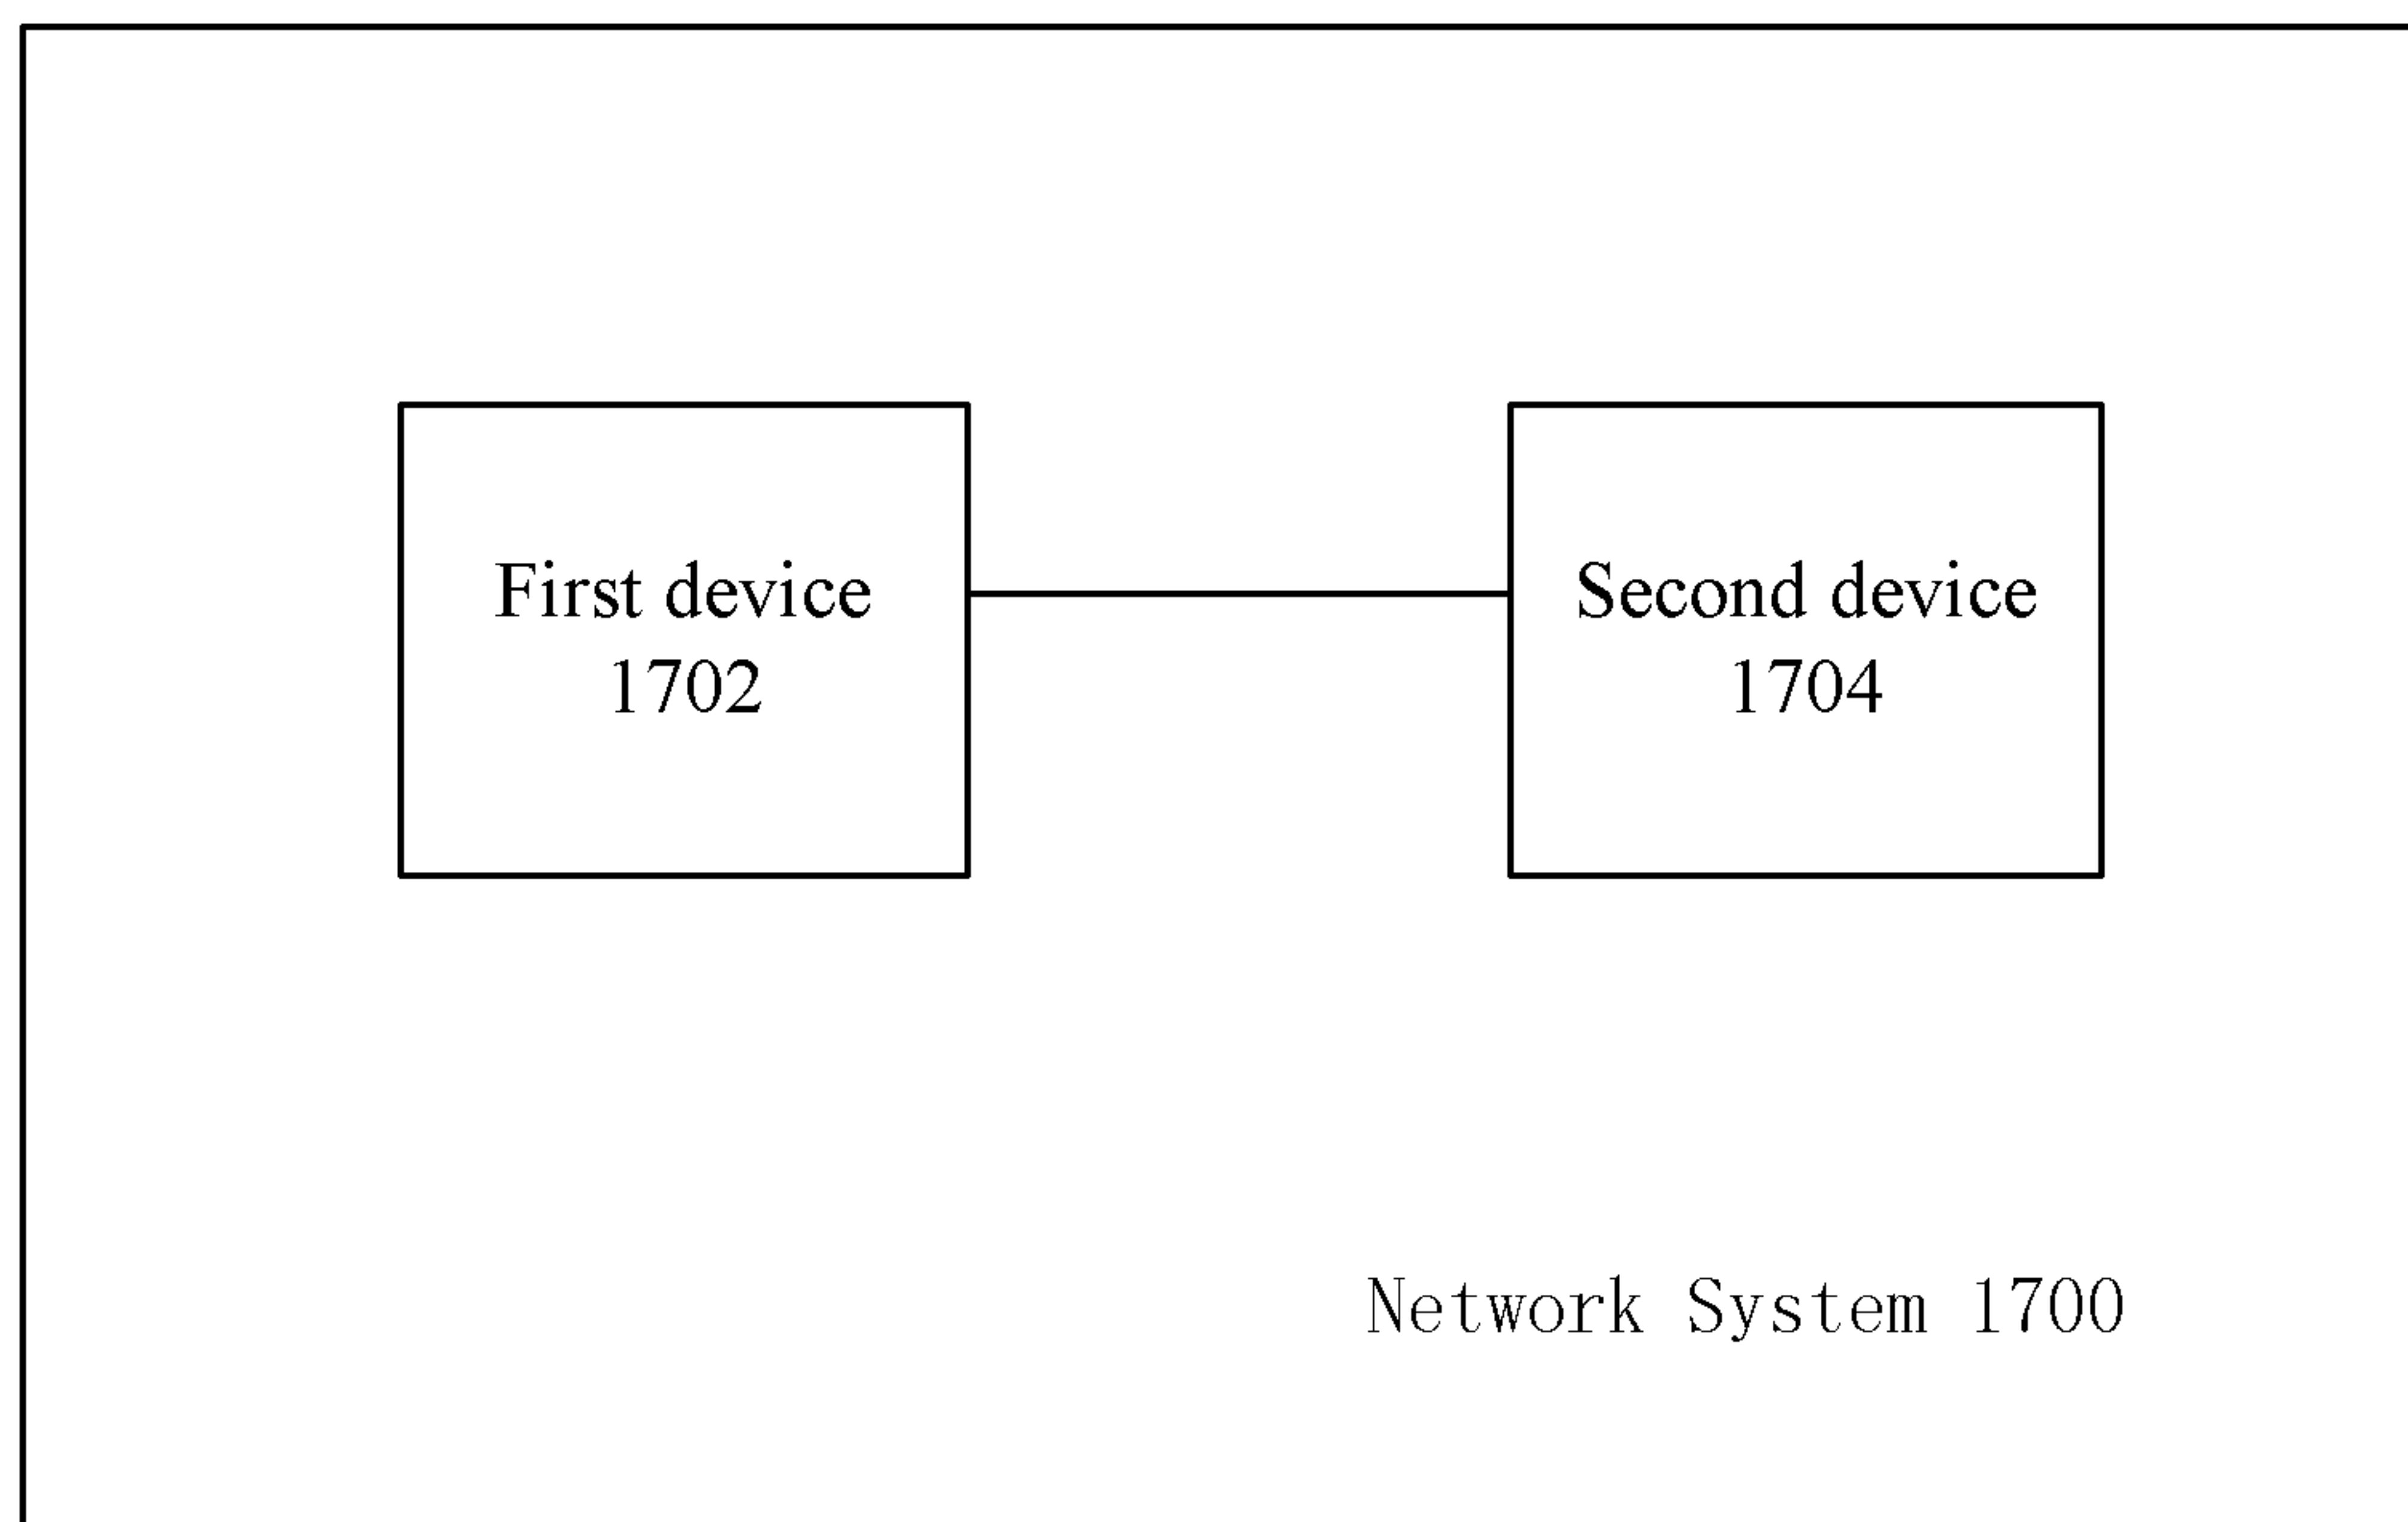 First device
1702
Second device
1704
Network System 1700